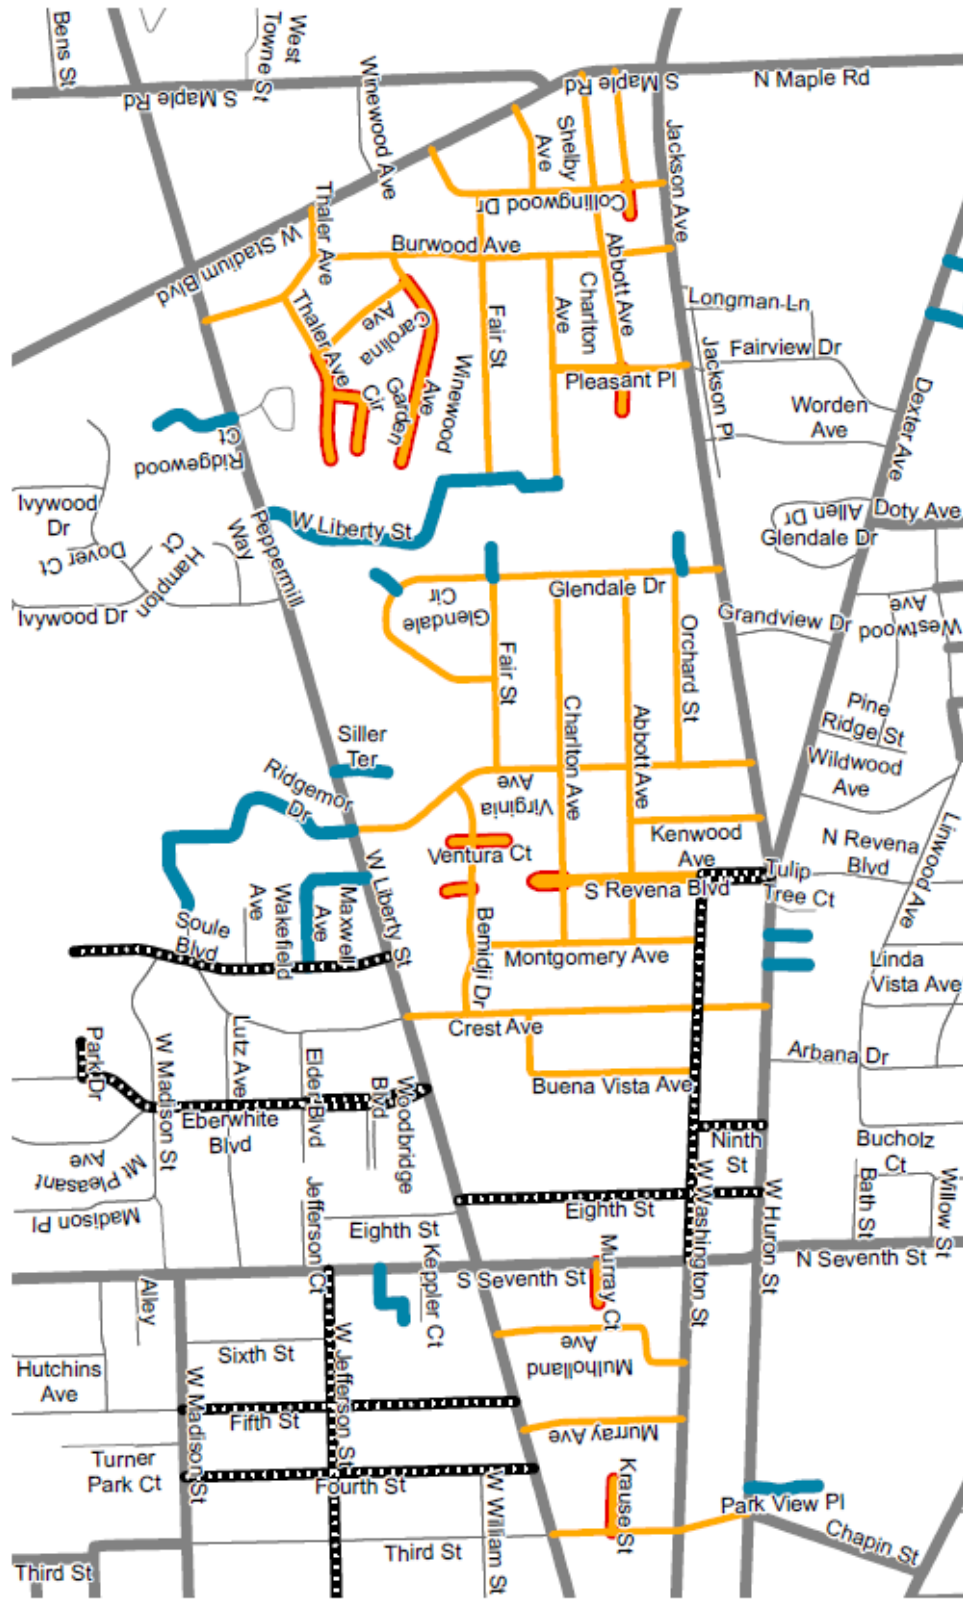 Bens St
West
Towne St
S Maple Rd
Winewood Ave
S Maple Rd
N Maple Rd
Shelby
Ave
Jackson Ave
Thaler Ave
W Stadium Blvd
Collingwood Dr
Burwood Ave
Abbott Ave
Charlton
Ave
Thaler Ave
Carolina
Ave
Fair St
Longman Ln
Jackson Pl
Fairview Dr
Winewood
Ave
Garden
Cir
Pleasant Pl
Worden
Ave
Dexter Ave
Ridgewood
Ct
Ivywood
Dr
Dover Ct
Hampton
Ct
Way
Peppermill
W Liberty St
Allen Dr
Doty Ave
Glendale Dr
Ivywood Dr
Glendale
Cir
Glendale Dr
Grandview Dr
Westwood
Ave
Fair St
Orchard St
Charlton Ave
Abbott Ave
Pine
Ridge St
Siller
Ter
Ridgemor
Dr
Virginia
Ave
Wildwood
Ave
Linwood Ave
Kenwood
Ave
N Revena
Blvd
Ventura Ct
W Liberty St
S Revena Blvd
Tulip
Tree Ct
Soule
Blvd
Wakefield
Ave
Maxwell
Ave
Bemidji Dr
Montgomery Ave
Linda
Vista Ave
Crest Ave
Park Dr
W Madison St
Lutz Ave
Elder Blvd
Woodbridge
Blvd
Buena Vista Ave
Arbana Dr
Eberwhite
Blvd
Mt Pleasant
Ave
Ninth
St
Bucholz
Ct
Madison Pl
Jefferson Ct
Eighth St
Eighth St
W Washington St
W Huron St
Bath St
Willow St
Keppler Ct
S Seventh St
Murray Ct
N Seventh St
Alley
Sixth St
W Jefferson St
Mulholland
Ave
Hutchins
Ave
W Madison St
Fifth St
Murray Ave
Turner
Park Ct
Fourth St
W William St
Krause St
Park View Pl
Chapin St
Third St
Third St